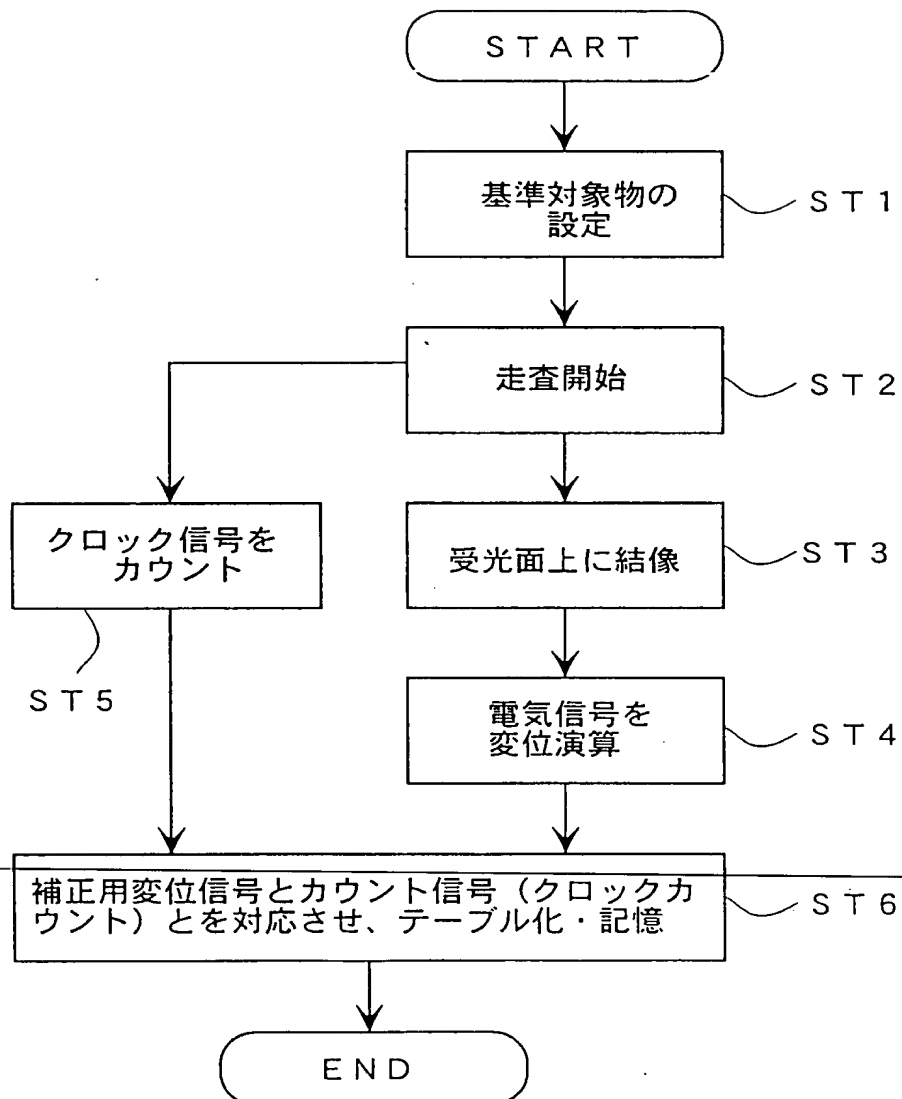 START
基準対象物の
設定
ST1
走査開始
ST2
クロック信号を
カウント
ST5
受光面上に結像
ST3
電気信号を
変位演算
ST4
補正用変位信号とカウント信号（クロックカ
ウント）とを対応させ、テーブル化・記憶
ST6
END